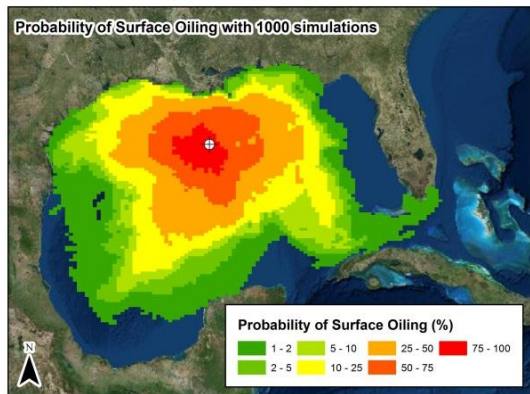 Probability of Surface Oiling with 1000 simulations
N
Probability of Surface Oiling (%)
1 - 2 5 - 10 25 - 50 75 - 100
2 - 5 10 - 25 50 - 75